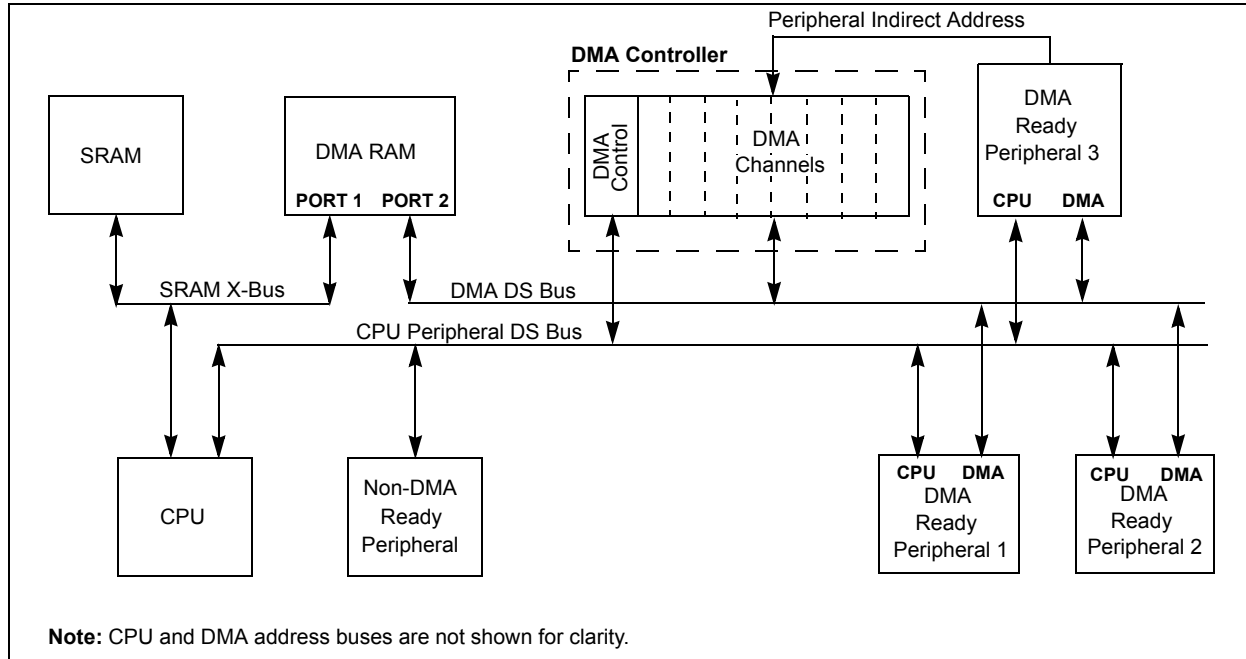 Peripheral Indirect Address
DMA Controller
SRAM
DMA RAM
PORT 1 PORT 2
DMA
Control
DMA
Channels
DMA
Ready
Peripheral 3
CPU DMA
SRAM X-Bus
DMA DS Bus
CPU Peripheral DS Bus
CPU
Non-DMA
Ready
Peripheral
CPU DMA
DMA
Ready
Peripheral 1
CPU DMA
DMA
Ready
Peripheral 2
Note: CPU and DMA address buses are not shown for clarity.